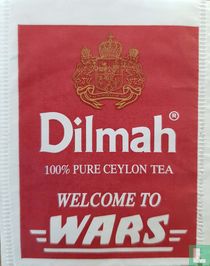 Dilmah®
100% PURE CEYLON TEA
WELCOME TO
WARS